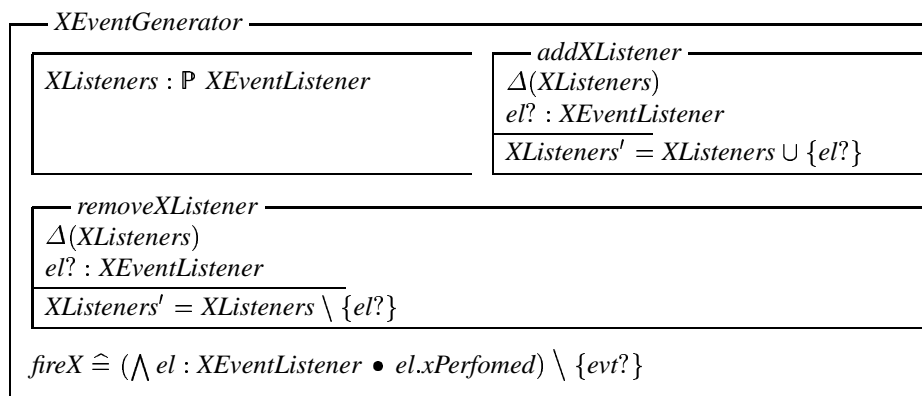 XEventGenerator
XListeners : ℙ XEventListener
addXListener
Δ(XListeners)
el? : XEventListener
XListeners′ = XListeners ∪ {el?}
removeXListener
Δ(XListeners)
el? : XEventListener
XListeners′ = XListeners \ {el?}
fireX ≙ (⋀ el : XEventListener • el.xPerfomed) \ {evt?}